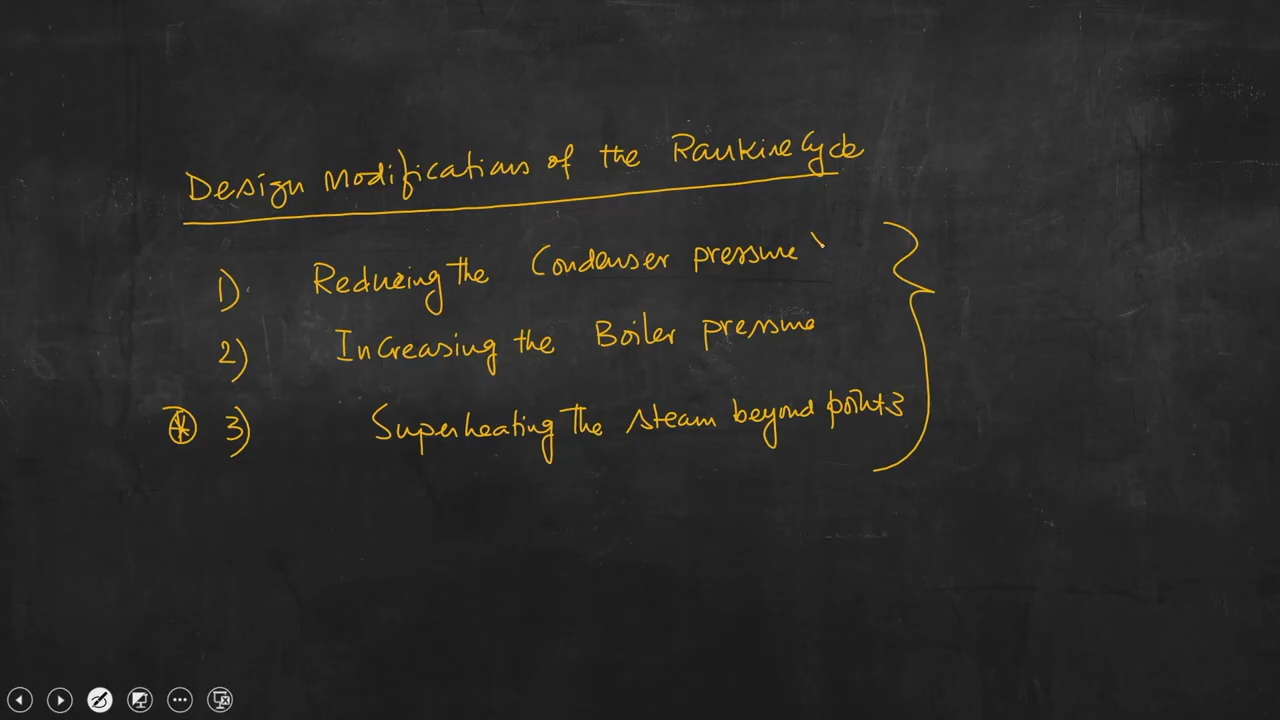 Design Modifications of the Rankine Cycle
1) Reducing the Condenser pressure
2) Increasing the Boiler pressure
3) Superheating the steam beyond point 3